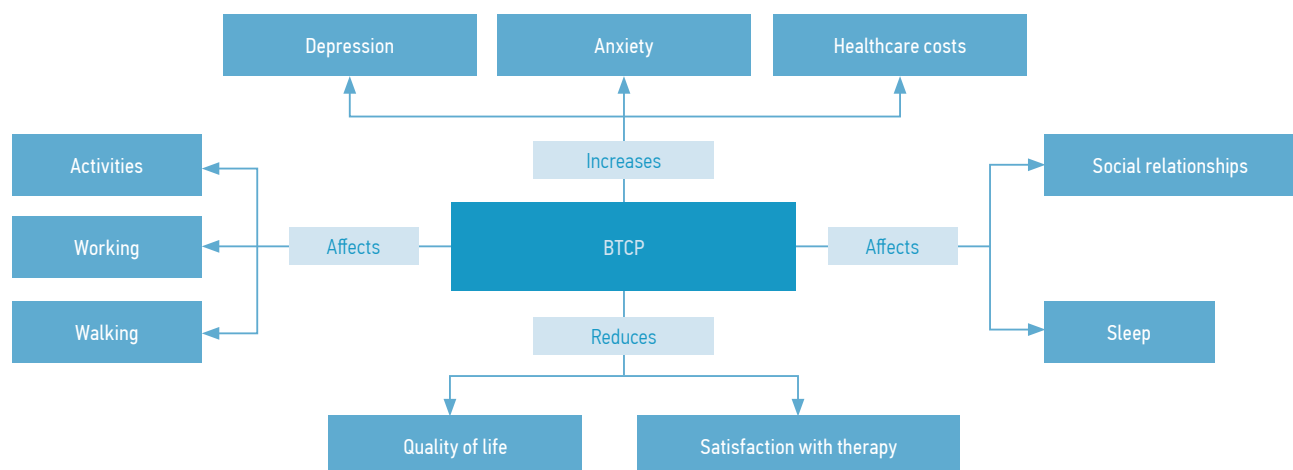 Depression
Anxiety
Healthcare costs
Increases
Activities
Social relationships
Working
Affects
BTCP
Affects
Walking
Reduces
Sleep
Quality of life
Satisfaction with therapy